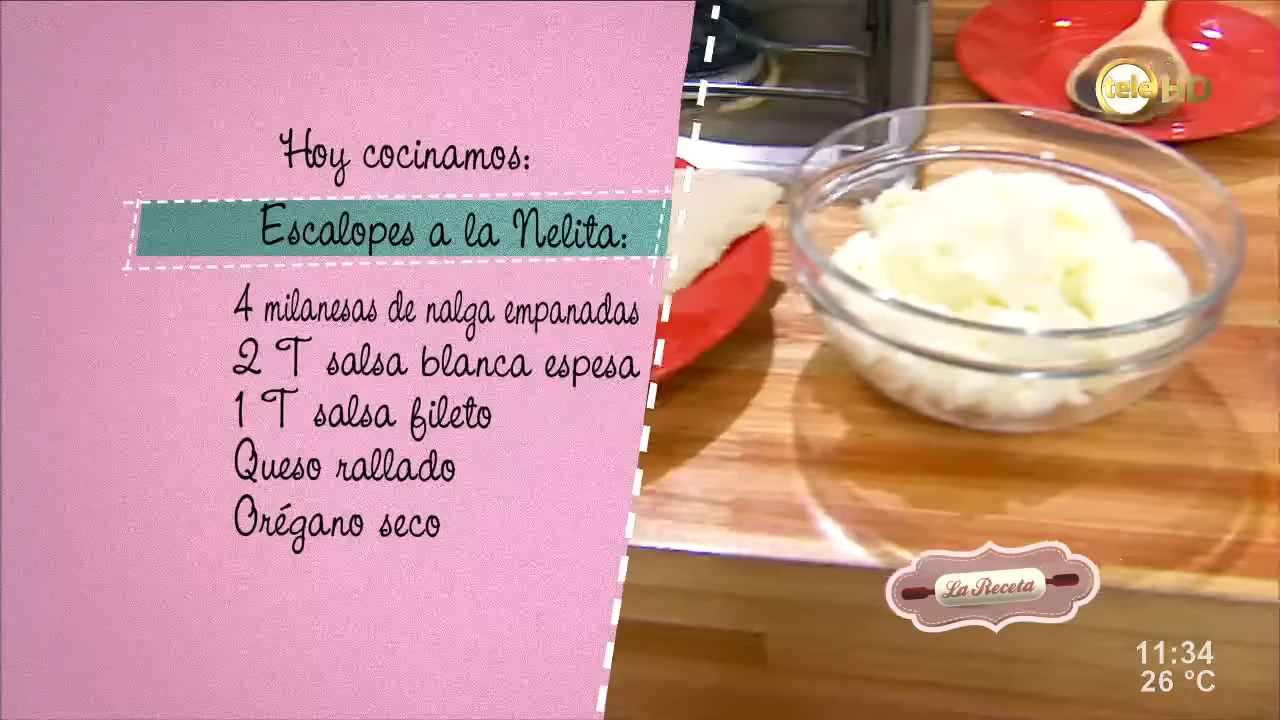 Hoy cocinamos:
Escalopes a la Nelita:
4 milanesas de nalga empanadas
2 T salsa blanca espesa
1 T salsa fileto
Queso rallado
Orégano seco
tele HD
La Receta
11:34
26 °C